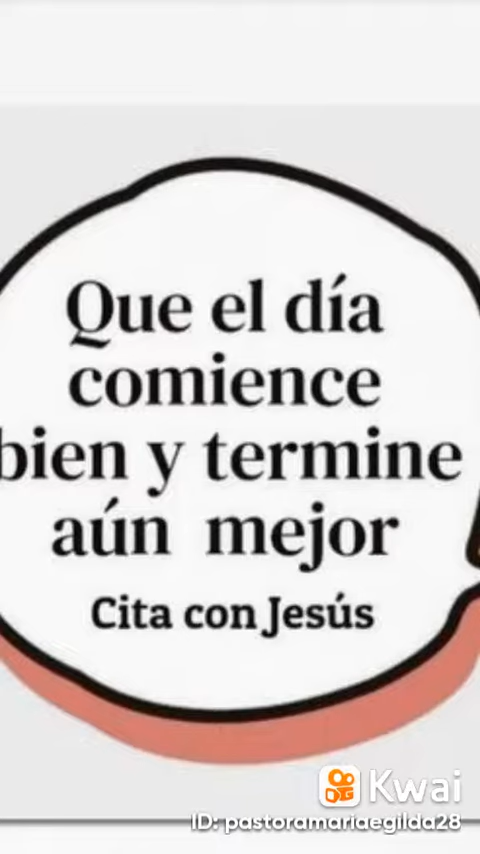 Que el día
comience
bien y termine
aún mejor
Cita con Jesús
Kwai
ID: pastoramariaegilda28